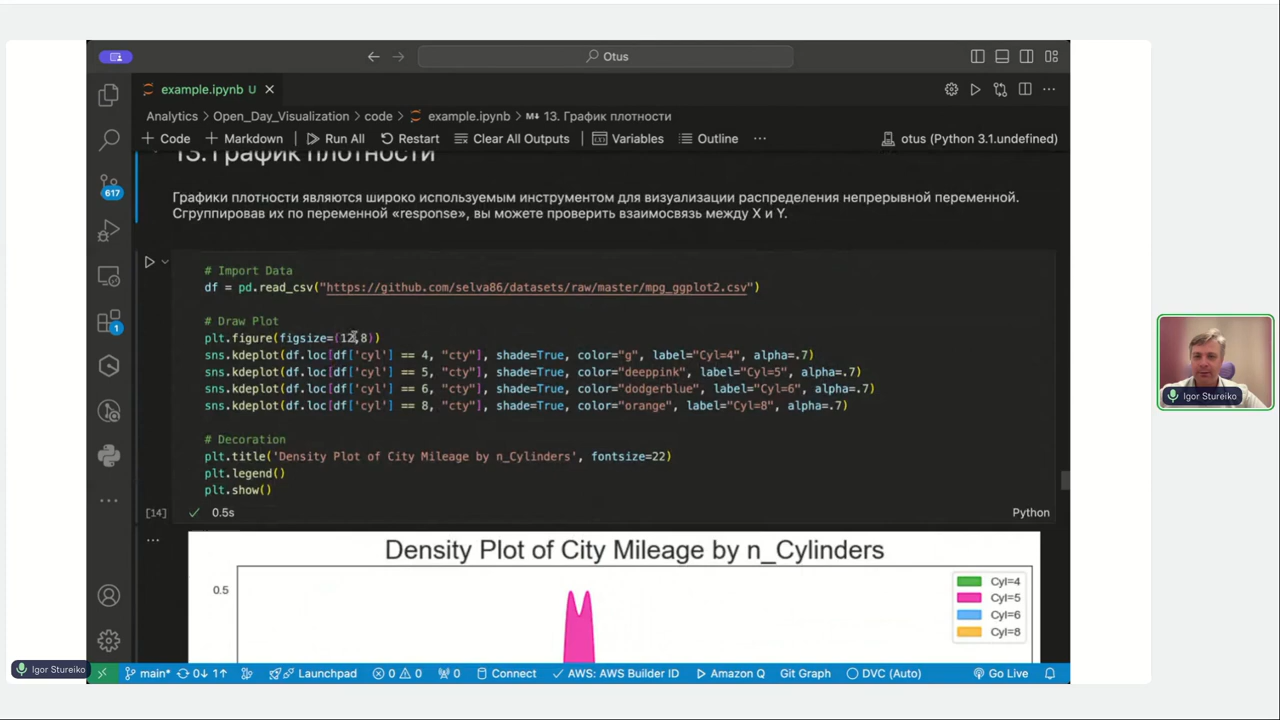 Otus
example.ipynb U
Analytics > Open_Day_Visualization > code > example.ipynb > M↓ 13. График плотности
+ Code + Markdown Run All Restart Clear All Outputs Variables Outline ··· otus (Python 3.1.undefined)
13. График плотности
Графики плотности являются широко используемым инструментом для визуализации распределения непрерывной переменной.
Сгруппировав их по переменной «response», вы можете проверить взаимосвязь между X и Y.
617
1
# Import Data
df = pd.read_csv("https://github.com/selva86/datasets/raw/master/mpg_ggplot2.csv")
# Draw Plot
plt.figure(figsize=(12,8))
sns.kdeplot(df.loc[df['cyl'] == 4, "cty"], shade=True, color="g", label="Cyl=4", alpha=.7)
sns.kdeplot(df.loc[df['cyl'] == 5, "cty"], shade=True, color="deeppink", label="Cyl=5", alpha=.7)
sns.kdeplot(df.loc[df['cyl'] == 6, "cty"], shade=True, color="dodgerblue", label="Cyl=6", alpha=.7)
sns.kdeplot(df.loc[df['cyl'] == 8, "cty"], shade=True, color="orange", label="Cyl=8", alpha=.7)
# Decoration
plt.title('Density Plot of City Mileage by n_Cylinders', fontsize=22)
plt.legend()
plt.show()
[14] 0.5s Python
Density Plot of City Mileage by n_Cylinders
0.5
Cyl=4
Cyl=5
Cyl=6
Cyl=8
Igor Stureiko
Igor Stureiko
main* 0↓ 1↑ Launchpad 0 0 0 Connect AWS: AWS Builder ID Amazon Q Git Graph DVC (Auto) Go Live